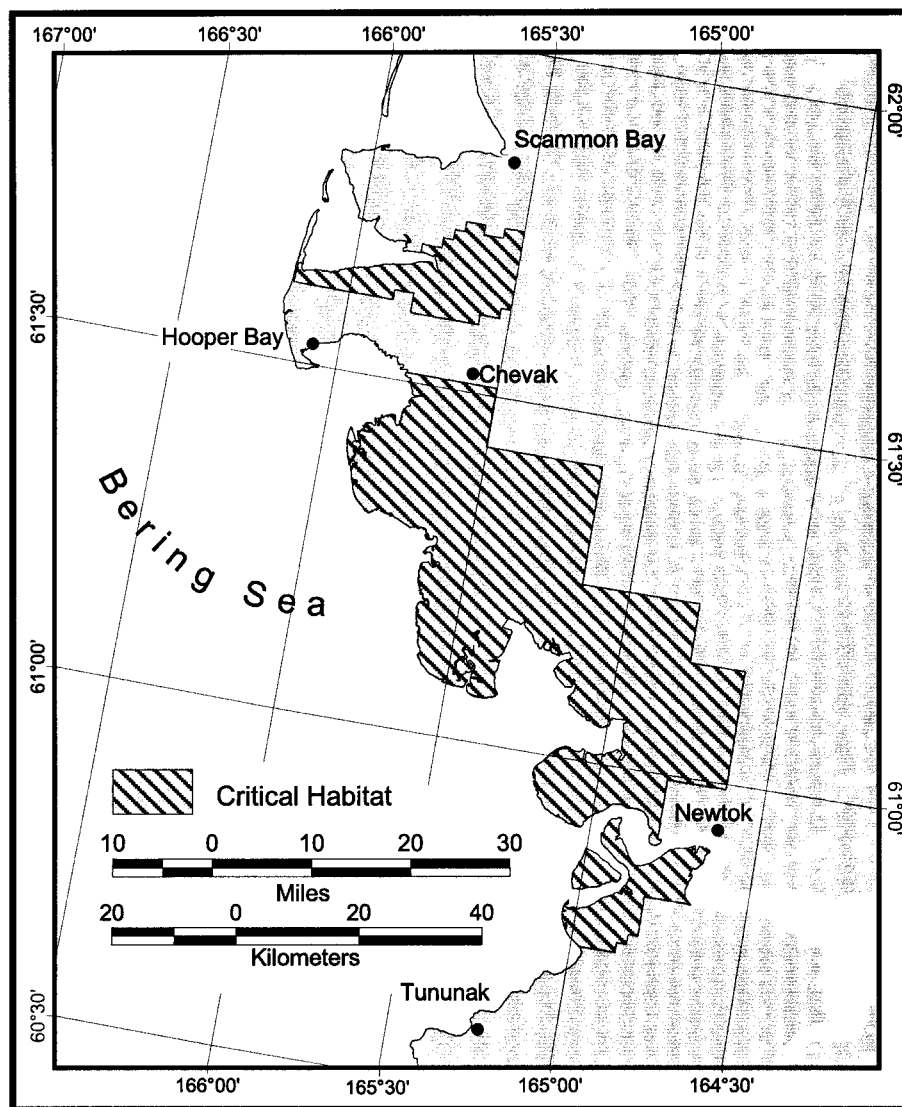 167°00'
166°30'
166°00'
165°30'
165°00'
62°00'
Scammon Bay
61°30'
Hooper Bay
Chevak
61°30'
Bering Sea
61°00'
Critical Habitat
61°00'
Newtok
10 0 10 20 30
Miles
20 0 20 40
Kilometers
Tununak
60°30'
166°00'
165°30'
165°00'
164°30'